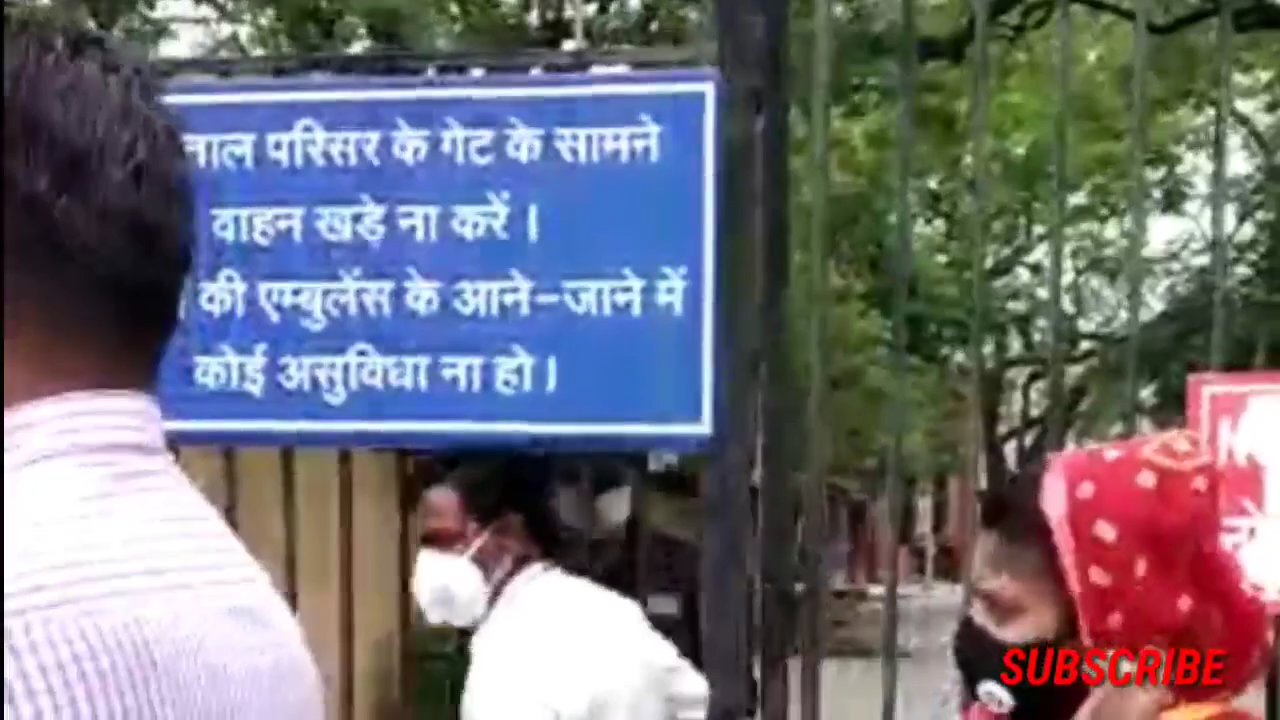 परिसर के गेट के सामने
वाहन खड़े ना करें ।
की एम्बुलेंस के आने-जाने में
कोई असुविधा ना हो।
SUBSCRIBE